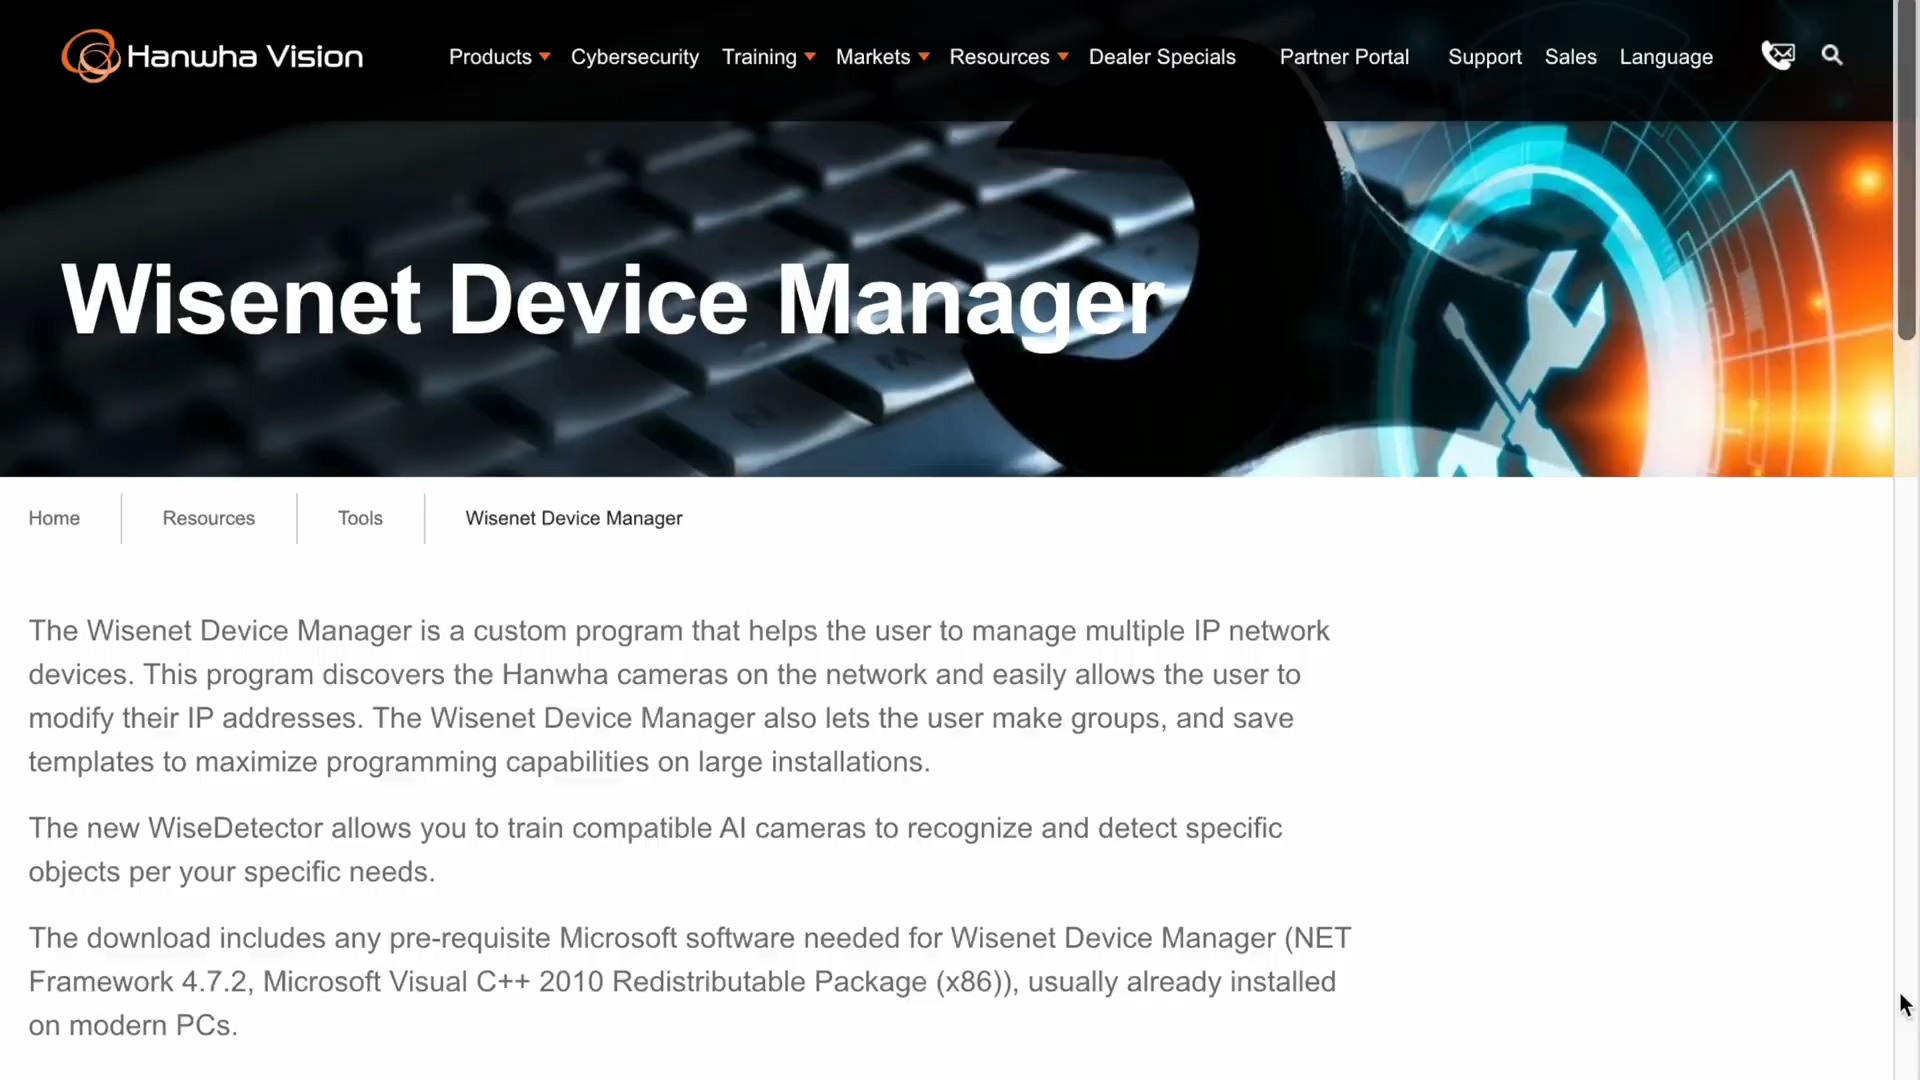 Hanwha Vision
Products Cybersecurity Training Markets Resources Dealer Specials Partner Portal Support Sales Language
Wisenet Device Manager
Home Resources Tools Wisenet Device Manager
The Wisenet Device Manager is a custom program that helps the user to manage multiple IP network
devices. This program discovers the Hanwha cameras on the network and easily allows the user to
modify their IP addresses. The Wisenet Device Manager also lets the user make groups, and save
templates to maximize programming capabilities on large installations.
The new WiseDetector allows you to train compatible AI cameras to recognize and detect specific
objects per your specific needs.
The download includes any pre-requisite Microsoft software needed for Wisenet Device Manager (NET
Framework 4.7.2, Microsoft Visual C++ 2010 Redistributable Package (x86)), usually already installed
on modern PCs.